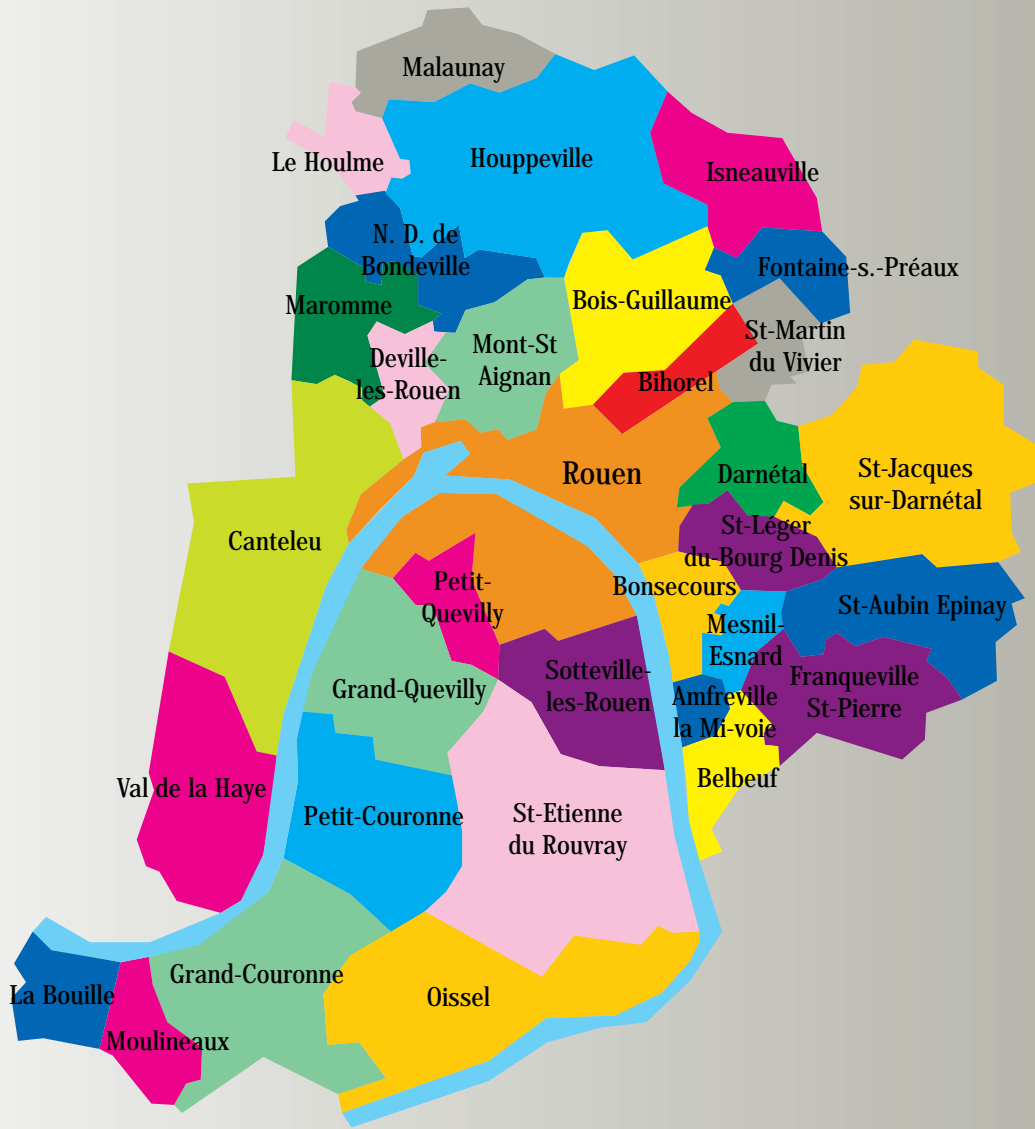 Malaunay
Le Houlme
Houppeville
Isneauville
N. D. de
Bondeville
Fontaine-s.-Préaux
Maromme
Bois-Guillaume
Deville-
les-Rouen
Mont-St
Aignan
St-Martin
du Vivier
Bihorel
Rouen
Darnétal
St-Jacques
sur-Darnétal
Canteleu
St-Léger
du-Bourg Denis
Petit-
Quevilly
Bonsecours
St-Aubin Epinay
Mesnil-
Esnard
Grand-Quevilly
Sotteville-
les-Rouen
Amfreville
la Mi-voie
Franqueville
St-Pierre
Belbeuf
Val de la Haye
Petit-Couronne
St-Etienne
du Rouvray
Grand-Couronne
La Bouille
Oissel
Moulineaux